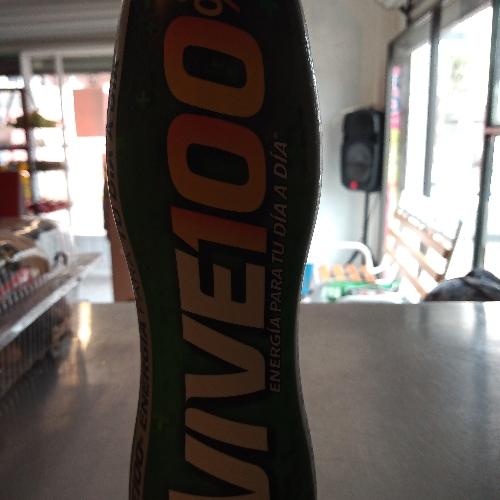 VIVE100%
ENERGÍA PARA TU DÍA A DÍA